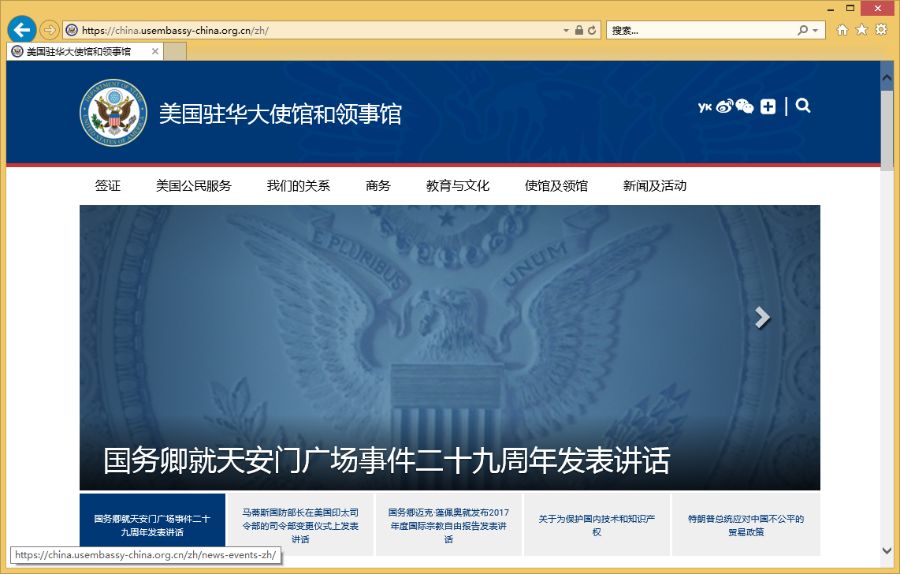 https://china.usembassy-china.org.cn/zh/
搜索...
美国驻华大使馆和领事馆
美国驻华大使馆和领事馆
签证 美国公民服务 我们的关系 商务 教育与文化 使馆及领馆 新闻及活动
E PLURIBUS UNUM
国务卿就天安门广场事件二十九周年发表讲话
国务卿就天安门广场事件二十
九周年发表讲话
马蒂斯国防部长在美国印太司
令部的司令部变更仪式上发表
讲话
国务卿迈克·蓬佩奥就发布2017
年度国际宗教自由报告发表讲
话
关于为保护国内技术和知识产
权
特朗普总统应对中国不公平的
贸易政策
https://china.usembassy-china.org.cn/zh/news-events-zh/